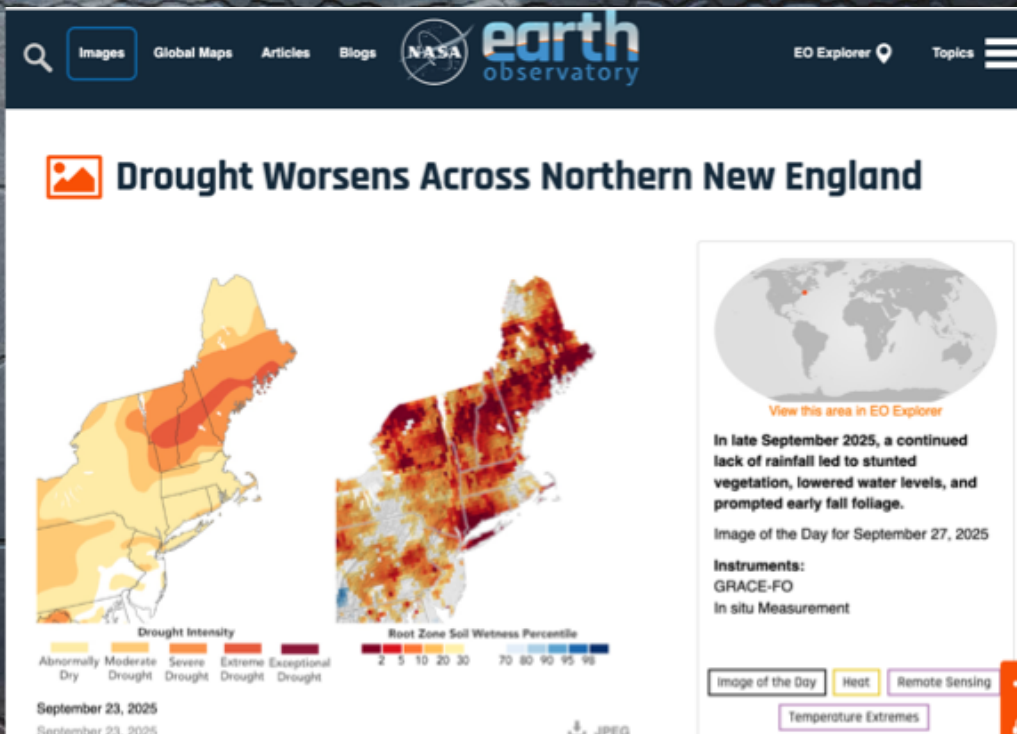 Images Global Maps Articles Blogs NASA earth observatory EO Explorer Topics
Drought Worsens Across Northern New England
View this area in EO Explorer
In late September 2025, a continued
lack of rainfall led to stunted
vegetation, lowered water levels, and
prompted early fall foliage.
Image of the Day for September 27, 2025
Instruments:
GRACE-FO
In situ Measurement
Drought Intensity
Abnormally Dry
Moderate Drought
Severe Drought
Extreme Drought
Exceptional Drought
Root Zone Soil Wetness Percentile
2 5 10 20 30 70 80 90 95 98
Image of the Day Heat Remote Sensing
Temperature Extremes
September 23, 2025
September 23, 2025
JPEG